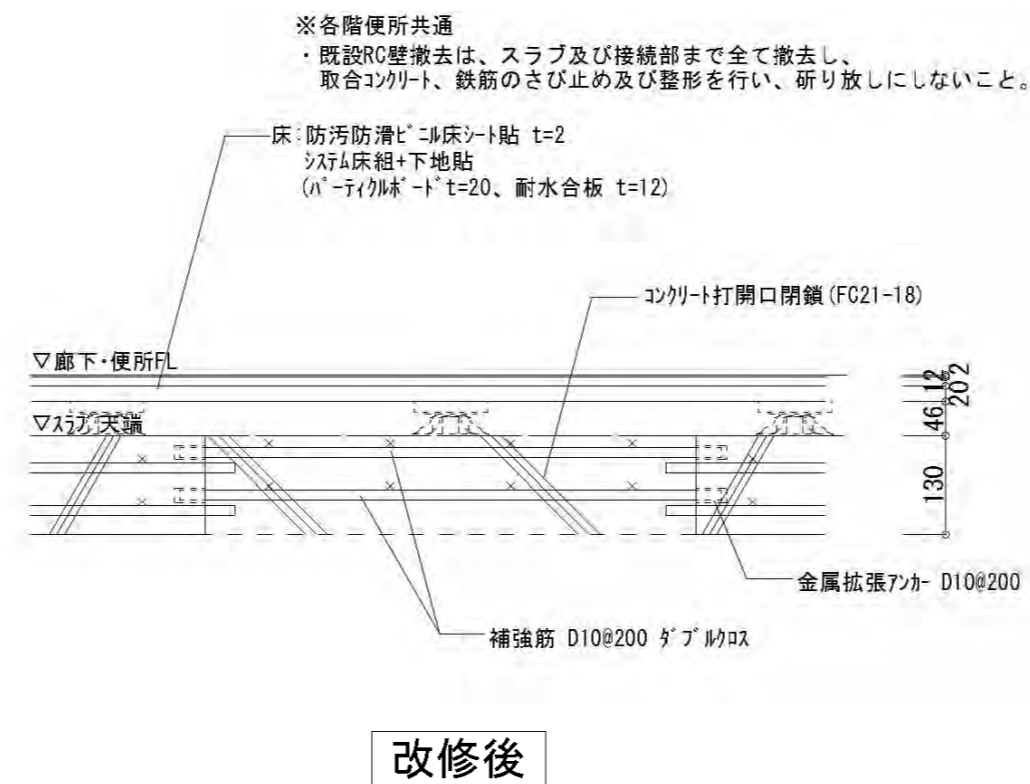 ※各階便所共通
・既設RC壁撤去は、スラブ及び接続部まで全て撤去し、
取合ｺﾝｸﾘｰﾄ、鉄筋のさび止め及び整形を行い、斫り放しにしないこと。
床:防汚防滑ﾋﾞﾆﾙ床ｼｰﾄ貼 t=2
ｼｽﾃﾑ床組+下地貼
(ﾊﾟｰﾃｨｸﾙﾎﾞｰﾄﾞt=20、耐水合板 t=12)
ｺﾝｸﾘｰﾄ打開口閉鎖(FC21-18)
▽廊下・便所FL
2
12
20
46
▽ｽﾗﾌﾞ天端
130
金属拡張ｱﾝｶｰ D10@200
補強筋 D10@200 ﾀﾞﾌﾞﾙｸﾛｽ
改修後